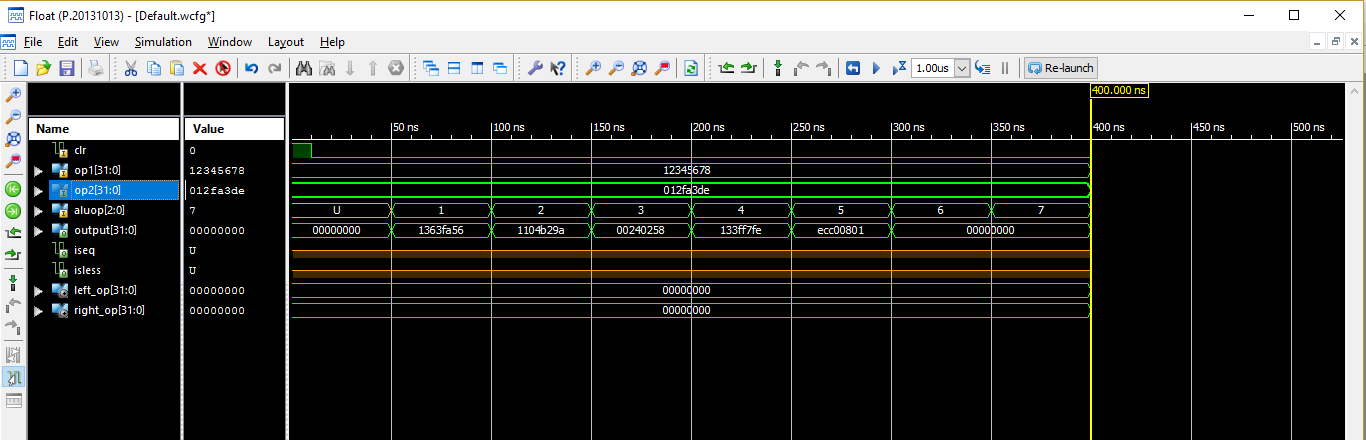 Float (P.20131013) - [Default.wcfg*]
File Edit View Simulation Window Layout Help
1.00us Re-launch
400.000 ns
Name Value
50 ns 100 ns 150 ns 200 ns 250 ns 300 ns 350 ns 400 ns 450 ns 500 ns
clr 0
op1[31:0] 12345678 12345678
op2[31:0] 012fa3de 012fa3de
aluop[2:0] 7 U 1 2 3 4 5 6 7
output[31:0] 00000000 00000000 1363fa56 1104b29a 00240258 133ff7fe ecc00801 00000000
iseq U
isless U
left_op[31:0] 00000000 00000000
right_op[31:0] 00000000 00000000